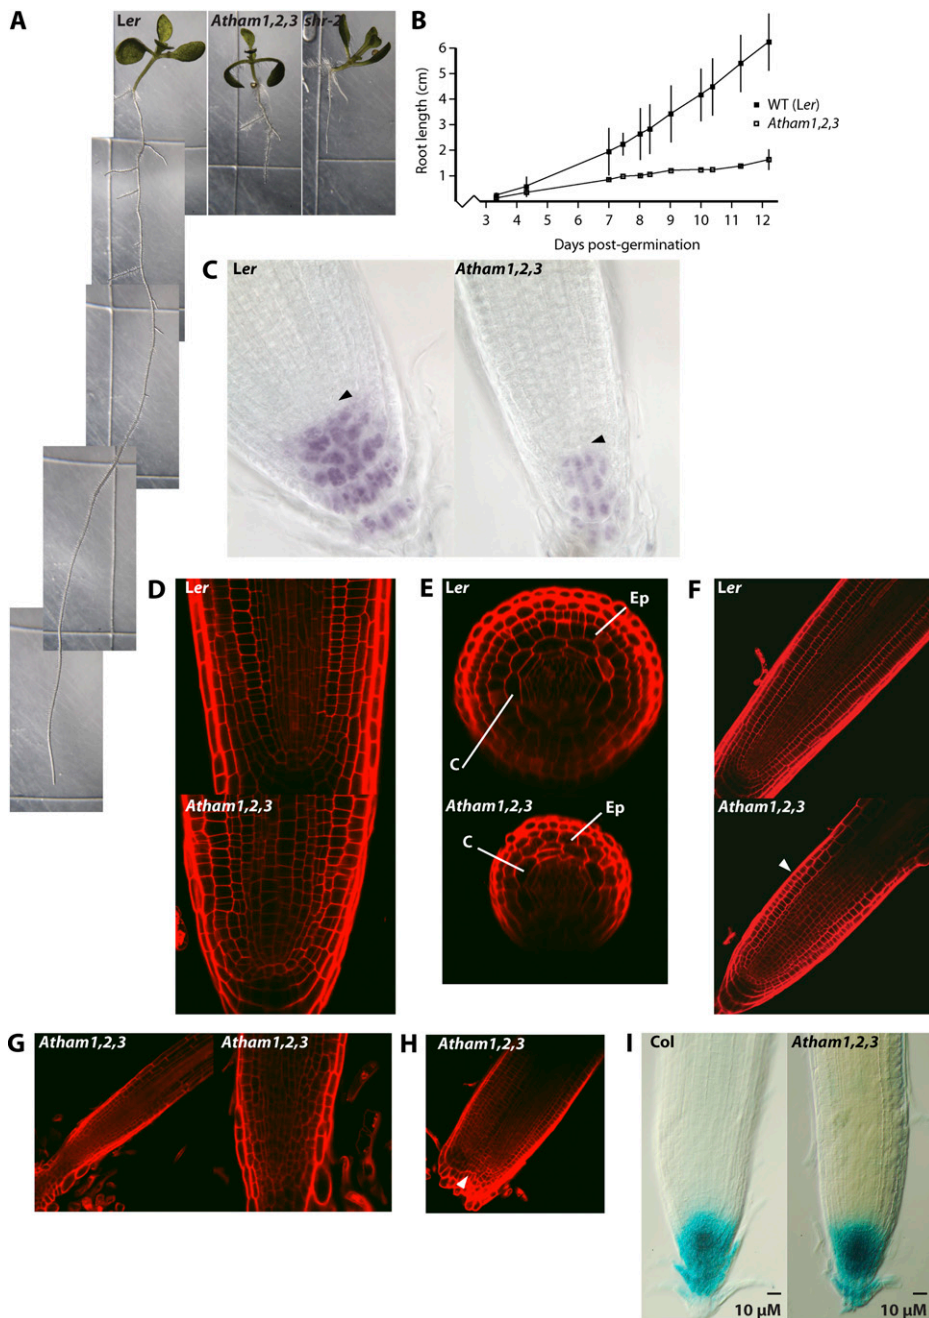 A
Ler
Atham1,2,3
shr-2
B
Root length (cm)
6
5
4
3
2
1
3 4 5 6 7 8 9 10 11 12
Days post-germination
WT (Ler)
Atham1,2,3
C
Ler
Atham1,2,3
D
Ler
Atham1,2,3
E
Ler
Ep
C
Atham1,2,3
Ep
C
F
Ler
Atham1,2,3
G
Atham1,2,3
Atham1,2,3
H
Atham1,2,3
I
Col
Atham1,2,3
10 µM
10 µM